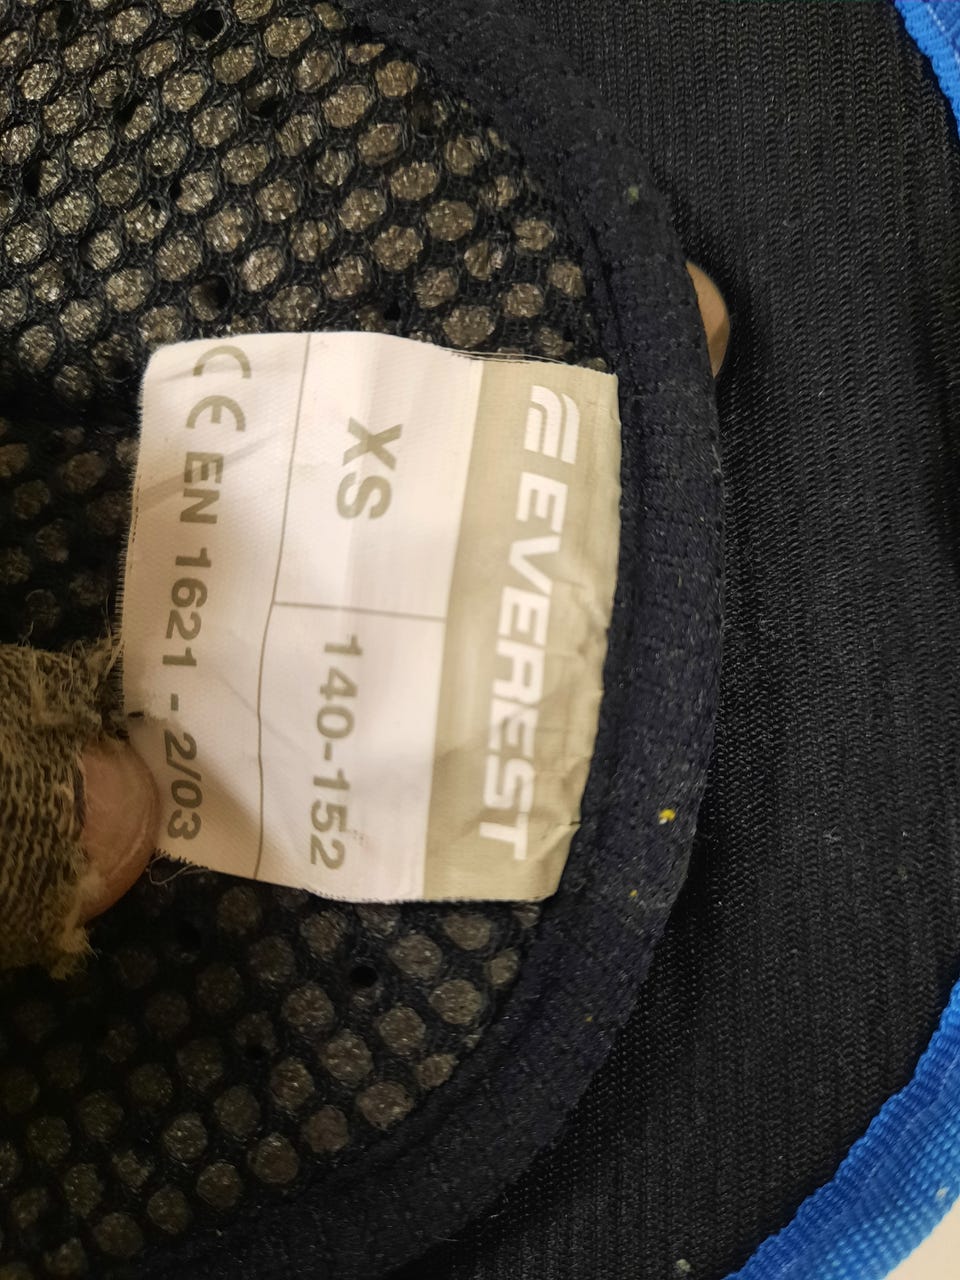 EVEREST
XS
140-152
CE EN 1621 - 2/03